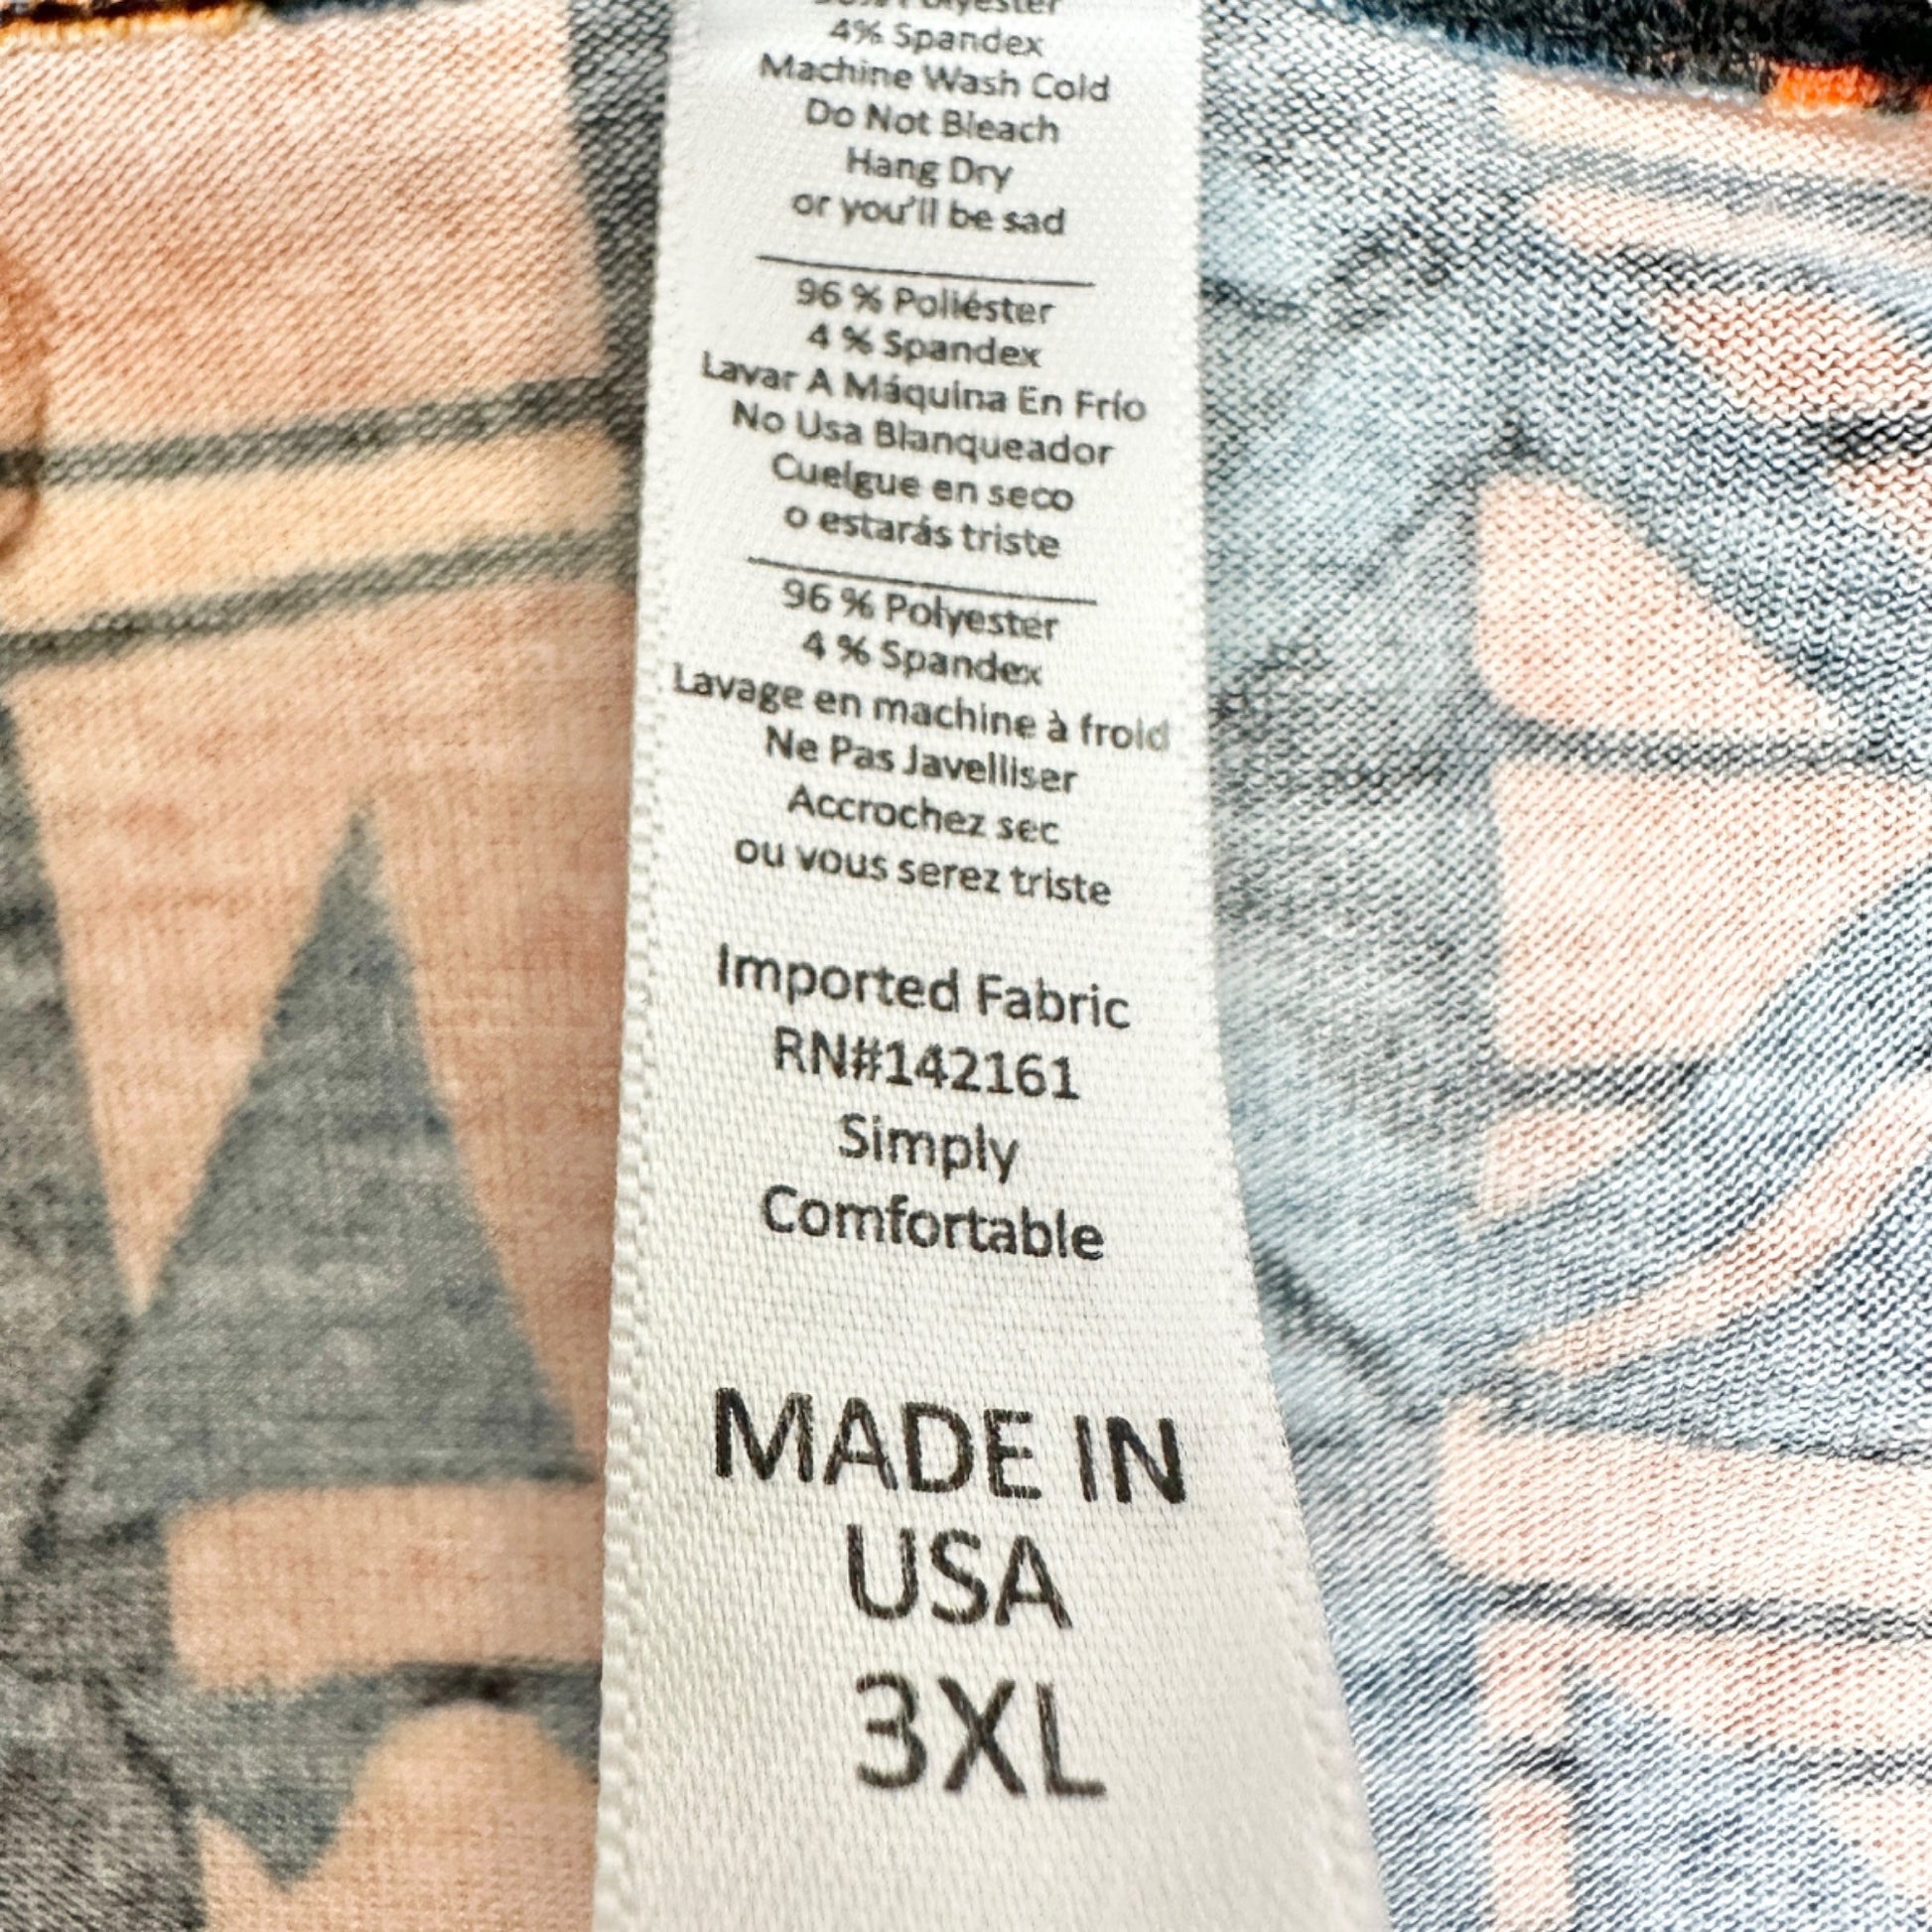 96% Polyester
4% Spandex
Machine Wash Cold
Do Not Bleach
Hang Dry
or you'll be sad
96 % Poliéster
4 % Spandex
Lavar A Máquina En Frío
No Usa Blanqueador
Cuelgue en seco
o estarás triste
96 % Polyester
4 % Spandex
Lavage en machine à froid
Ne Pas Javelliser
Accrochez sec
ou vous serez triste
Imported Fabric
RN#142161
Simply
Comfortable
MADE IN
USA
3XL